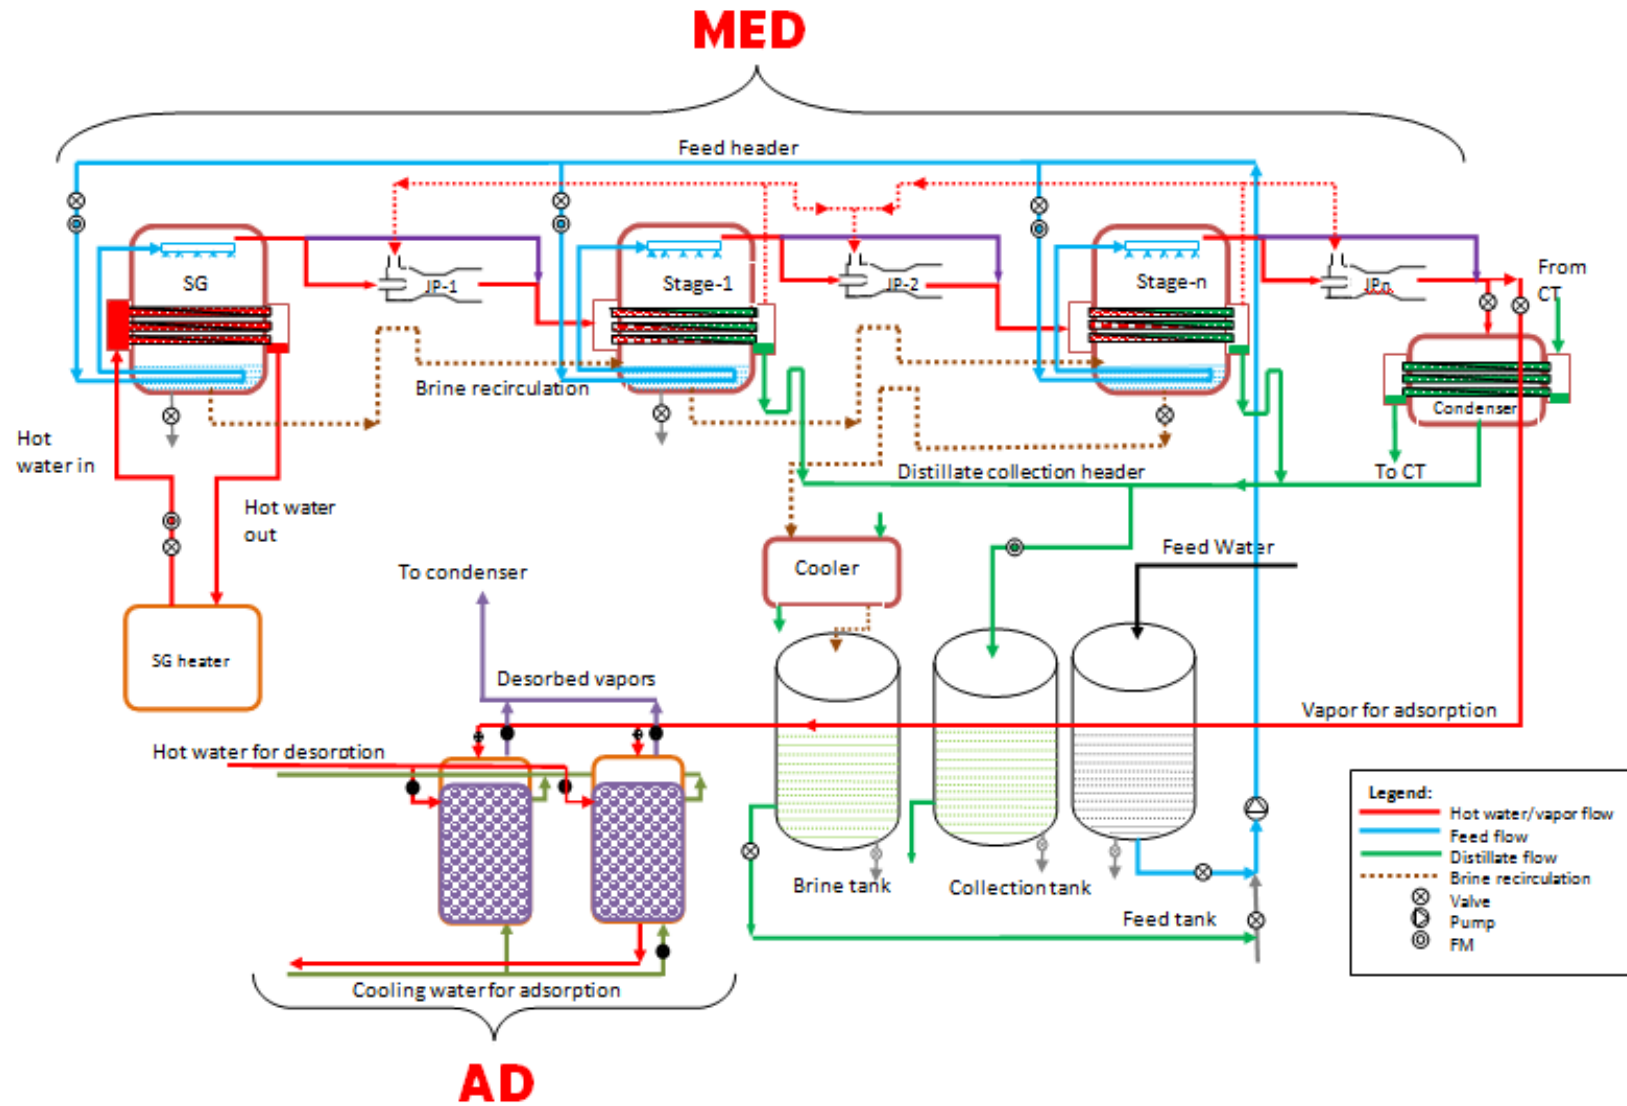 MED
Feed header
SG
JP-1
Stage-1
JP-2
Stage-n
JPn
From
CT
Brine recirculation
Condenser
Hot
water in
Distillate collection header
To CT
Hot water
out
Feed Water
Cooler
To condenser
SG heater
Desorbed vapors
Vapor for adsorption
Hot water for desorption
Legend:
Hot water/vapor flow
Feed flow
Distillate flow
Brine recirculation
Valve
Pump
FM
Brine tank
Collection tank
Feed tank
Cooling water for adsorption
AD